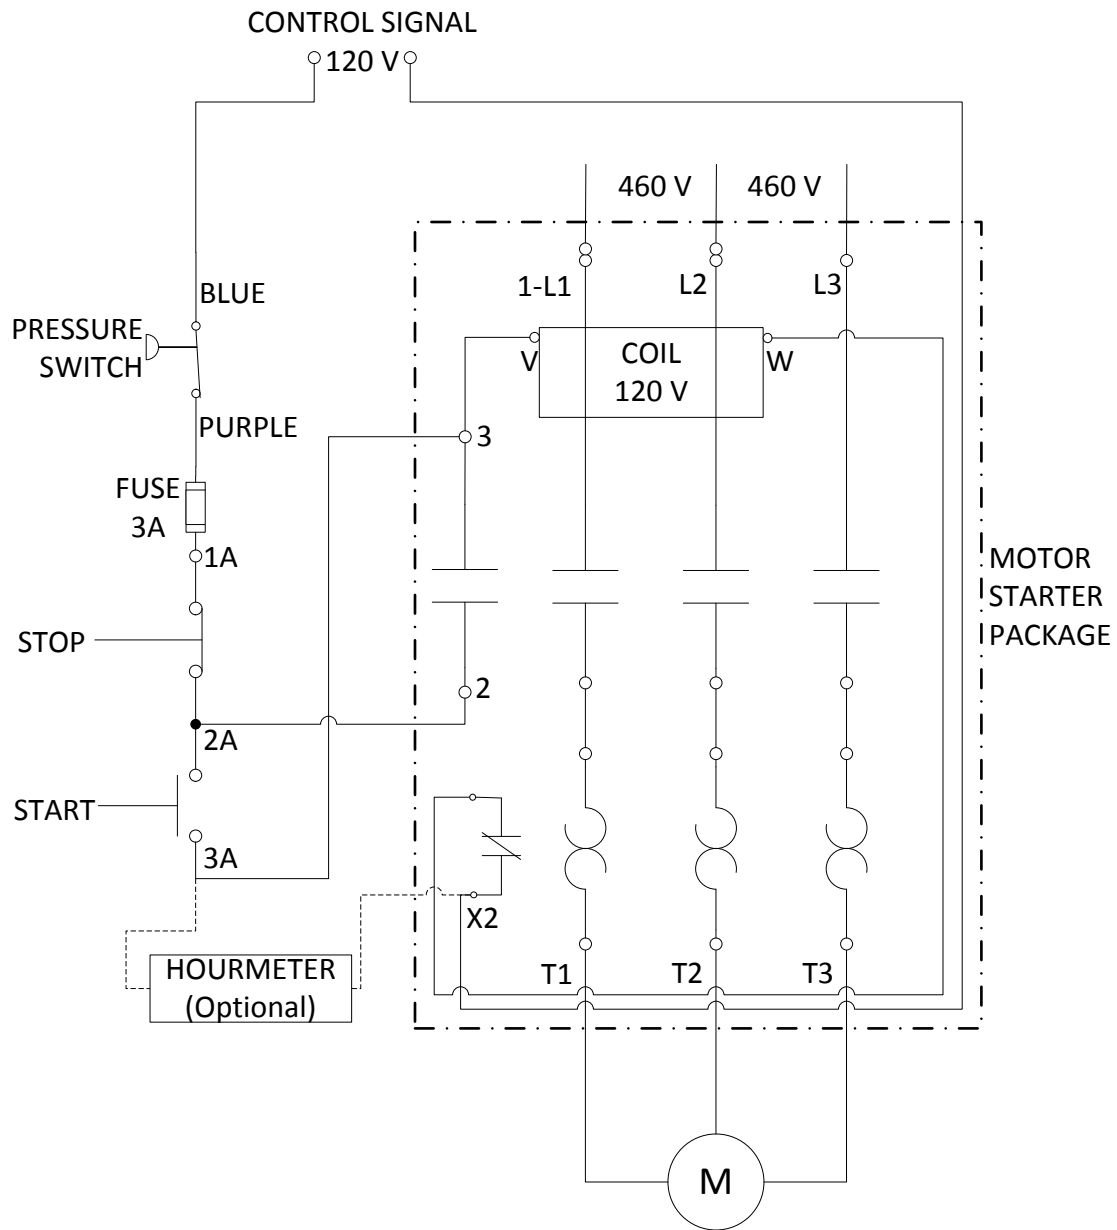 CONTROL SIGNAL
120 V
460 V
460 V
1-L1
L2
L3
BLUE
PRESSURE
SWITCH
V
COIL
120 V
W
PURPLE
3
FUSE
3A
1A
MOTOR
STARTER
PACKAGE
STOP
2
2A
START
3A
X2
HOURMETER
(Optional)
T1
T2
T3
M